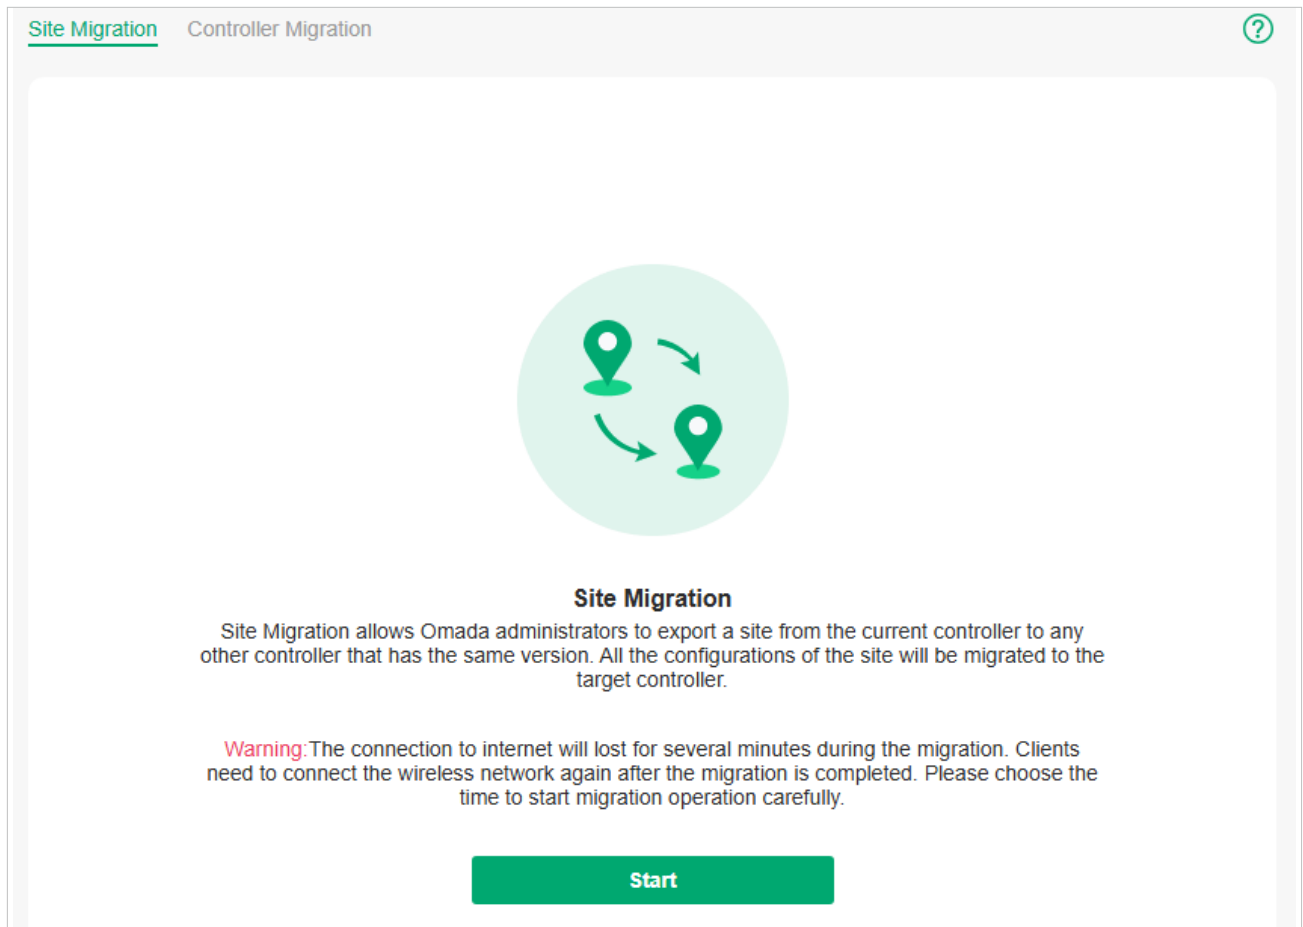 Site Migration Controller Migration
?
Site Migration
Site Migration allows Omada administrators to export a site from the current controller to any
other controller that has the same version. All the configurations of the site will be migrated to the
target controller.
Warning:The connection to internet will lost for several minutes during the migration. Clients
need to connect the wireless network again after the migration is completed. Please choose the
time to start migration operation carefully.
Start